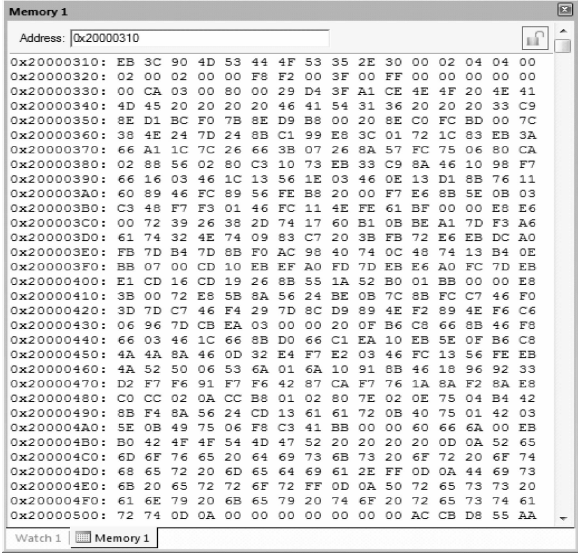 Memory 1
Address: 0x20000310
0x20000310: EB 3C 90 4D 53 44 4F 53 35 2E 30 00 02 04 04 00
0x20000320: 02 00 02 00 00 F8 F2 00 3F 00 FF 00 00 00 00 00
0x20000330: 00 CA 03 00 80 00 29 D4 3F A1 CE 4E 4F 20 4E 41
0x20000340: 4D 45 20 20 20 20 46 41 54 31 36 20 20 20 33 C9
0x20000350: 8E D1 BC F0 7B 8E D9 B8 00 20 8E C0 FC BD 00 7C
0x20000360: 38 4E 24 7D 24 8B C1 99 E8 3C 01 72 1C 83 EB 3A
0x20000370: 66 A1 1C 7C 26 66 3B 07 26 8A 57 FC 75 06 80 CA
0x20000380: 02 88 56 02 80 C3 10 73 EB 33 C9 8A 46 10 98 F7
0x20000390: 66 16 03 46 1C 13 56 1E 03 46 0E 13 D1 8B 76 11
0x200003A0: 60 89 46 FC 89 56 FE B8 20 00 F7 E6 8B 5E 0B 03
0x200003B0: C3 48 F7 F3 01 46 FC 11 4E FE 61 BF 00 00 E8 E6
0x200003C0: 00 72 39 26 38 2D 74 17 60 B1 0B BE A1 7D F3 A6
0x200003D0: 61 74 32 4E 74 09 83 C7 20 3B FB 72 E6 EB DC A0
0x200003E0: FB 7D B4 7D 8B F0 AC 98 40 74 0C 48 74 13 B4 0E
0x200003F0: BB 07 00 CD 10 EB EF A0 FD 7D EB E6 A0 FC 7D EB
0x20000400: E1 CD 16 CD 19 26 8B 55 1A 52 B0 01 BB 00 00 E8
0x20000410: 3B 00 72 E8 5B 8A 56 24 BE 0B 7C 8B FC C7 46 F0
0x20000420: 3D 7D C7 46 F4 29 7D 8C D9 89 4E F2 89 4E F6 C6
0x20000430: 06 96 7D CB EA 03 00 00 20 0F B6 C8 66 8B 46 F8
0x20000440: 66 03 46 1C 66 8B D0 66 C1 EA 10 EB 5E 0F B6 C8
0x20000450: 4A 4A 8A 46 0D 32 E4 F7 E2 03 46 FC 13 56 FE EB
0x20000460: 4A 52 50 06 53 6A 01 6A 10 91 8B 46 18 96 92 33
0x20000470: D2 F7 F6 91 F7 F6 42 87 CA F7 76 1A 8A F2 8A E8
0x20000480: C0 CC 02 0A CC B8 01 02 80 7E 02 0E 75 04 B4 42
0x20000490: 8B F4 8A 56 24 CD 13 61 61 72 0B 40 75 01 42 03
0x200004A0: 5E 0B 49 75 06 F8 C3 41 BB 00 00 60 66 6A 00 EB
0x200004B0: B0 42 4F 4F 54 4D 47 52 20 20 20 20 0D 0A 52 65
0x200004C0: 6D 6F 76 65 20 64 69 73 6B 73 20 6F 72 20 6F 74
0x200004D0: 68 65 72 20 6D 65 64 69 61 2E FF 0D 0A 44 69 73
0x200004E0: 6B 20 65 72 72 6F 72 FF 0D 0A 50 72 65 73 73 20
0x200004F0: 61 6E 79 20 6B 65 79 20 74 6F 20 72 65 73 74 61
0x20000500: 72 74 0D 0A 00 00 00 00 00 00 00 AC CB D8 55 AA
Watch 1 Memory 1